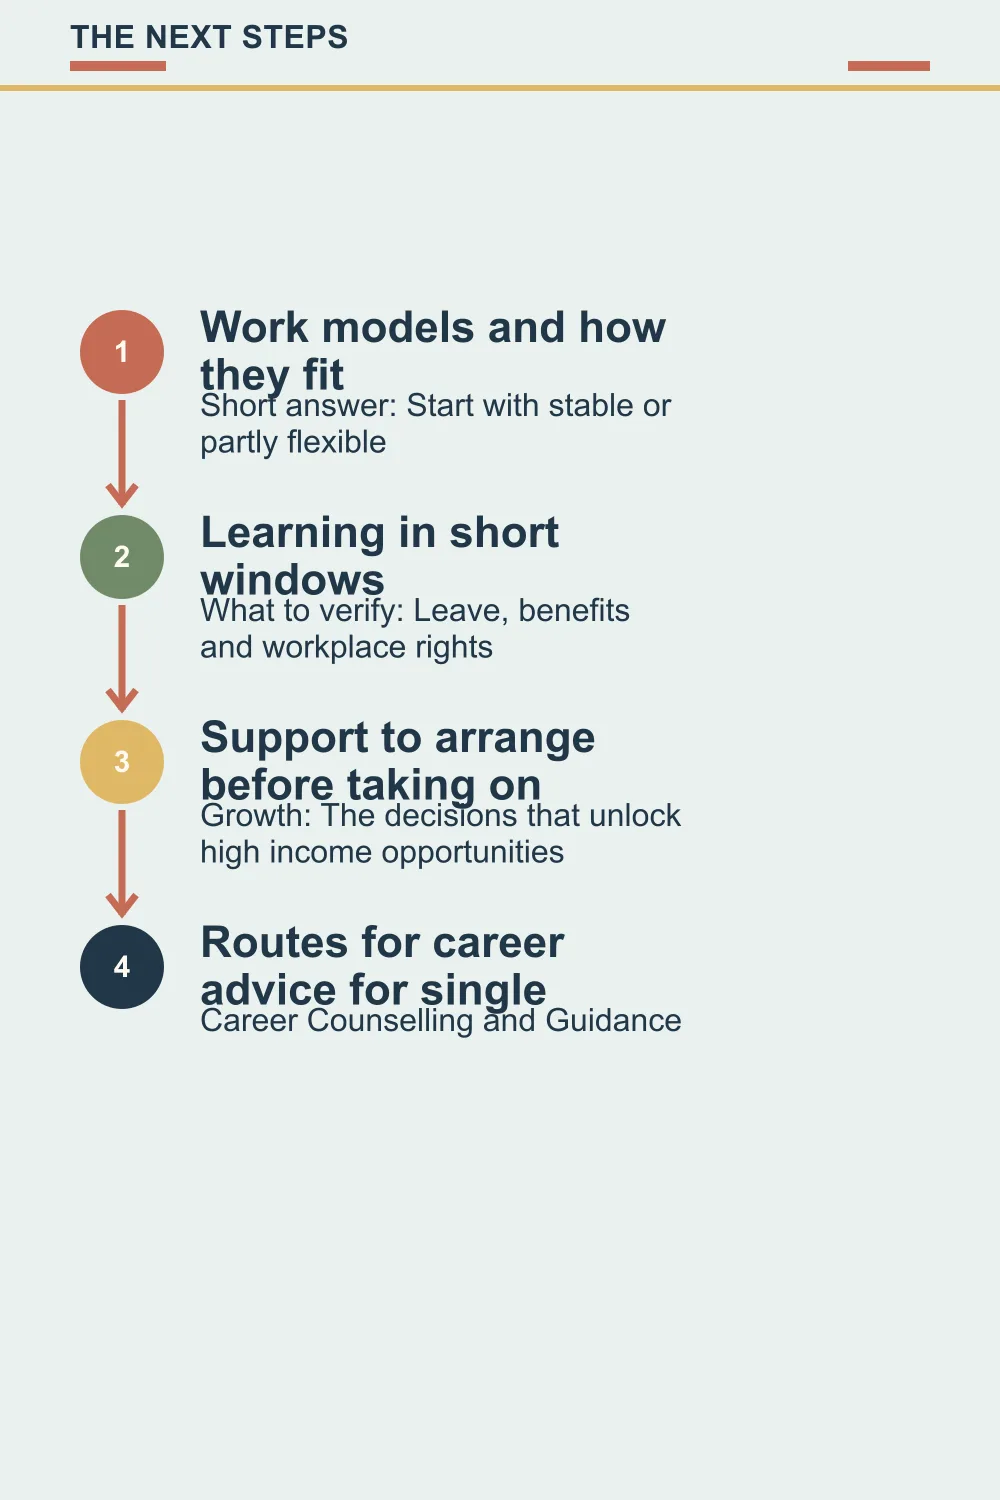 THE NEXT STEPS
1
Work models and how
they fit
Short answer: Start with stable or
partly flexible
2
Learning in short
windows
What to verify: Leave, benefits
and workplace rights
3
Support to arrange
before taking on
Growth: The decisions that unlock
high income opportunities
4
Routes for career
advice for single
Career Counselling and Guidance